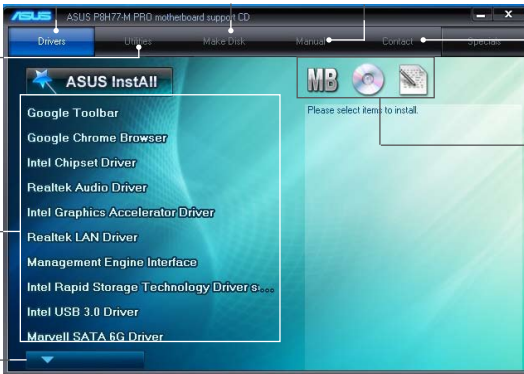 ASUS ASUS P8H77-M PRO motherboard support CD
Drivers Utilities Make Disk Manual Contact Specials
ASUS InstAll
MB
Please select items to install.
Google Toolbar
Google Chrome Browser
Intel Chipset Driver
Realtek Audio Driver
Intel Graphics Accelerator Driver
Realtek LAN Driver
Management Engine Interface
Intel Rapid Storage Technology Driver s...
Intel USB 3.0 Driver
Marvell SATA 6G Driver